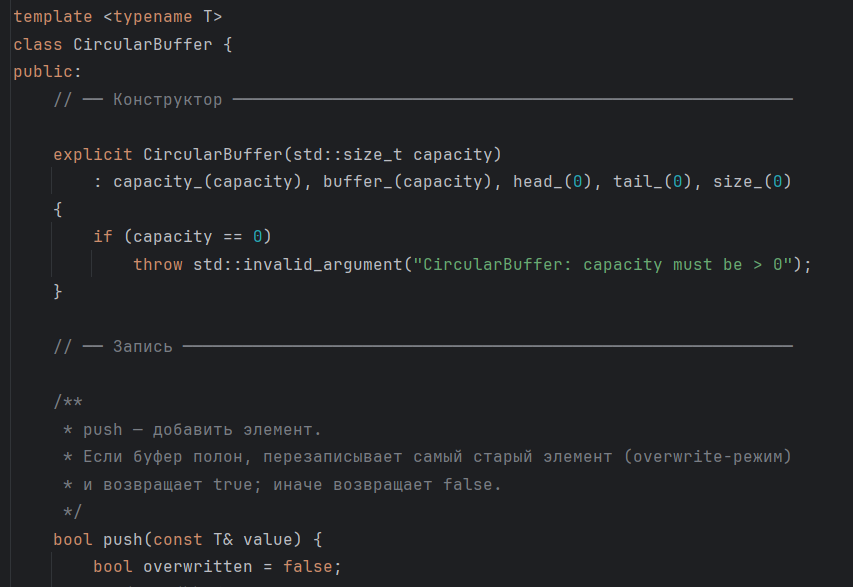 template <typename T>
class CircularBuffer {
public:
// ── Конструктор ────────────────────────────────────────────────────────
explicit CircularBuffer(std::size_t capacity)
: capacity_(capacity), buffer_(capacity), head_(0), tail_(0), size_(0)
{
if (capacity == 0)
throw std::invalid_argument("CircularBuffer: capacity must be > 0");
}
// ── Запись ─────────────────────────────────────────────────────────────
/**
* push — добавить элемент.
* Если буфер полон, перезаписывает самый старый элемент (overwrite-режим)
* и возвращает true; иначе возвращает false.
*/
bool push(const T& value) {
bool overwritten = false;